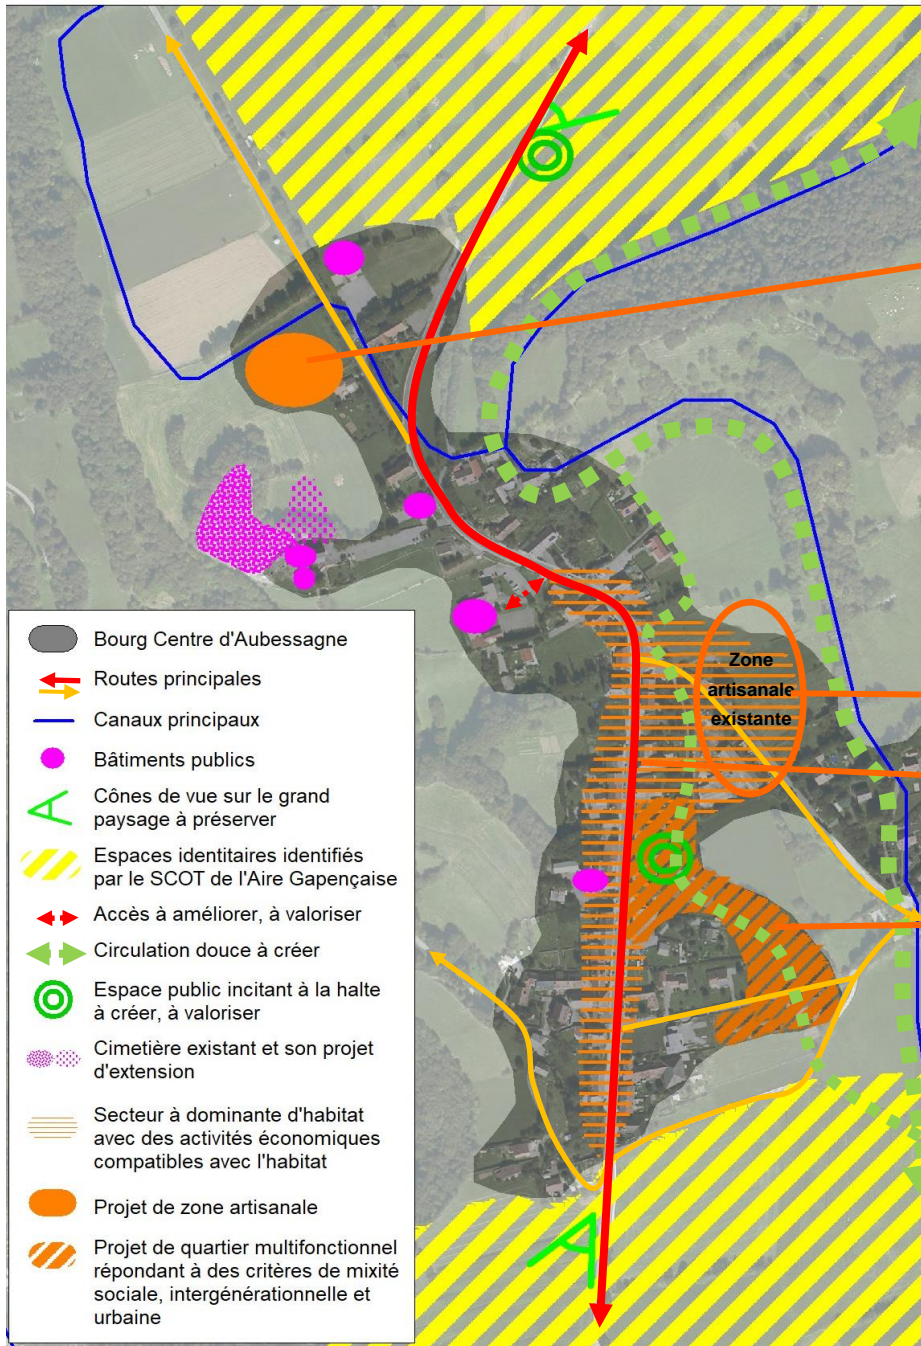 Zone
artisanale
existante
Bourg Centre d'Aubessagne
Routes principales
Canaux principaux
Bâtiments publics
Cônes de vue sur le grand
paysage à préserver
Espaces identitaires identifiés
par le SCOT de l'Aire Gapençaise
Accès à améliorer, à valoriser
Circulation douce à créer
Espace public incitant à la halte
à créer, à valoriser
Cimetière existant et son projet
d'extension
Secteur à dominante d'habitat
avec des activités économiques
compatibles avec l'habitat
Projet de zone artisanale
Projet de quartier multifonctionnel
répondant à des critères de mixité
sociale, intergénérationnelle et
urbaine